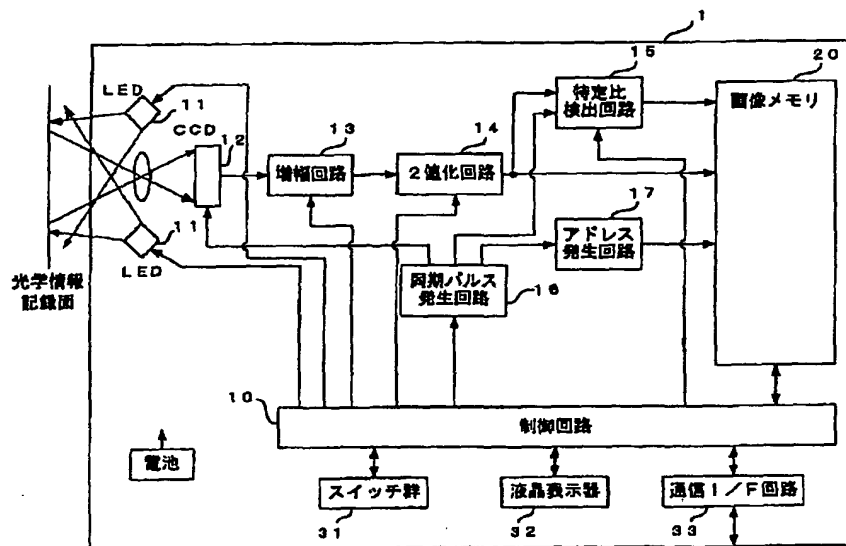 1
15
20
LED
特定比
検出回路
画像メモリ
11
CCD
12
13
14
増幅回路
2値化回路
17
アドレス
発生回路
11
LED
光学情報
記録面
同期パルス
発生回路
16
10
制御回路
電池
スイッチ群
液晶表示器
通信I/F回路
31
32
33